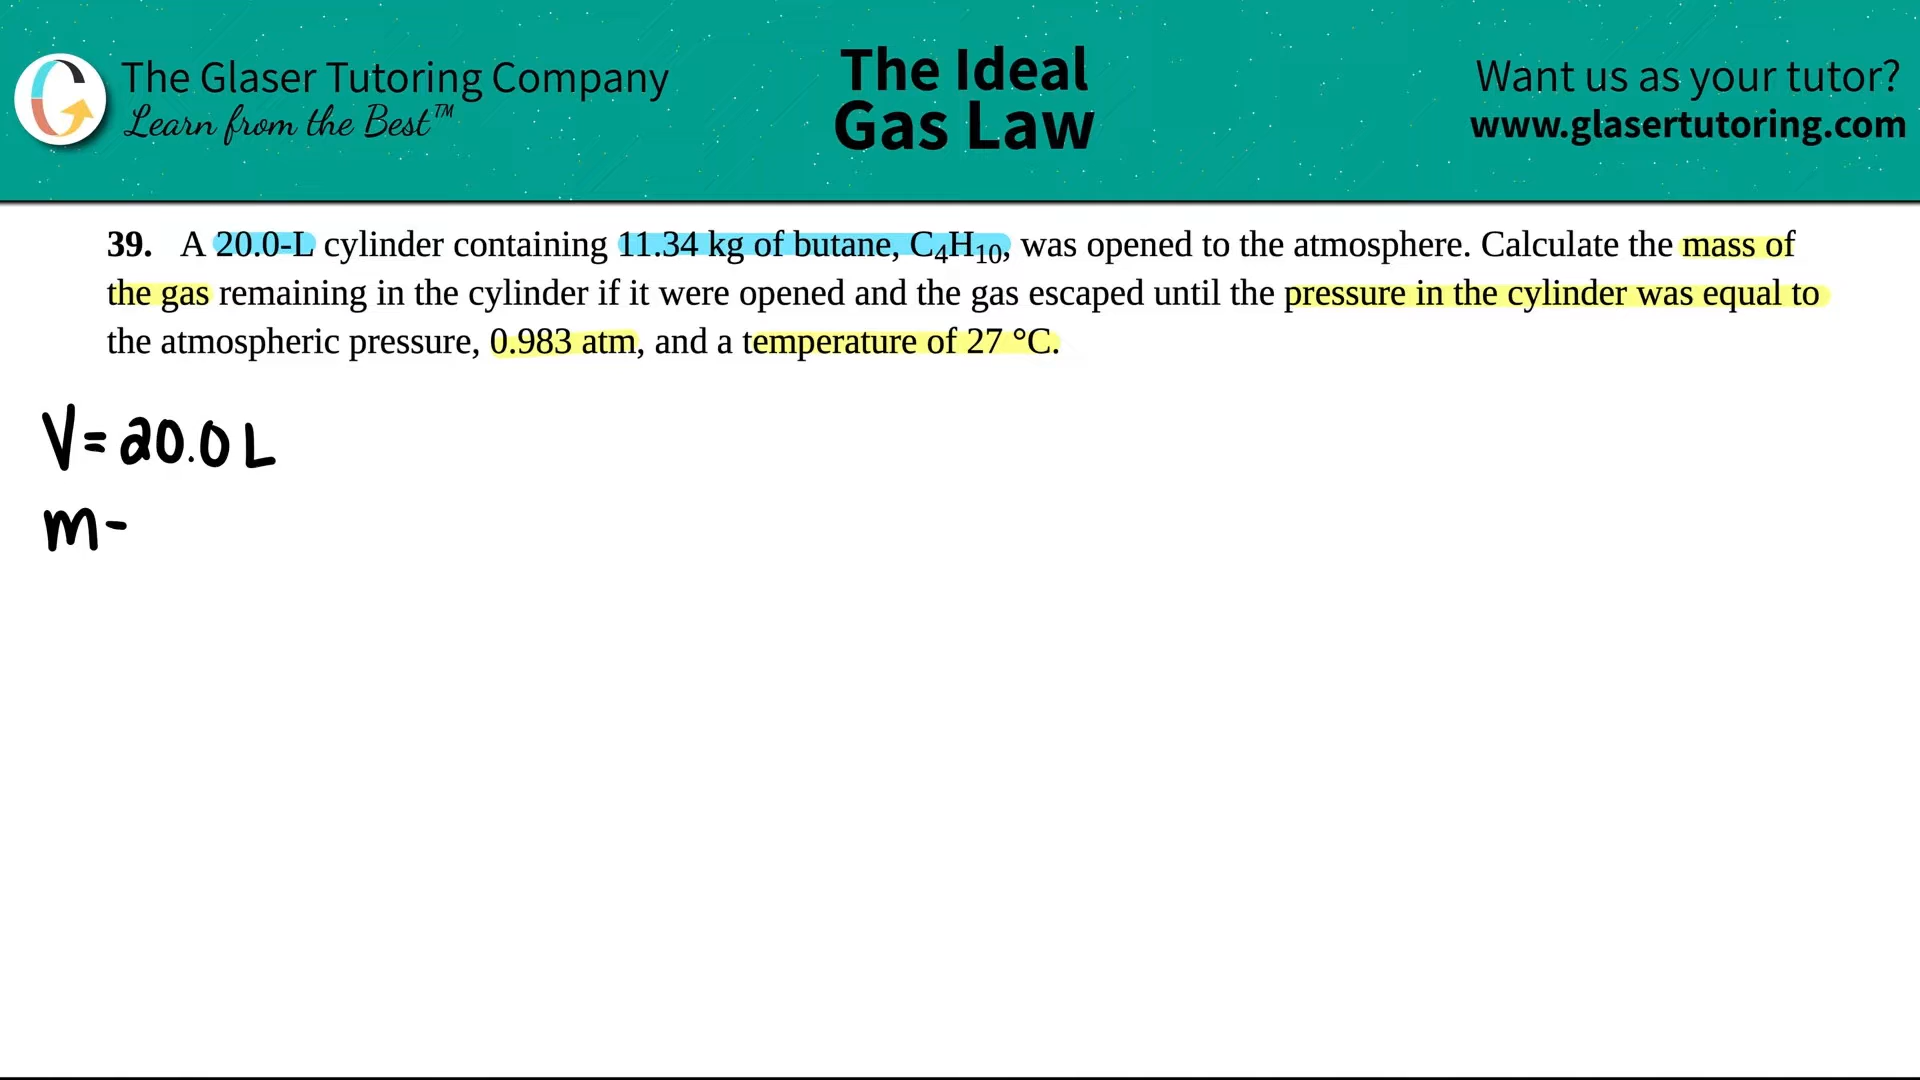 The Glaser Tutoring Company
Learn from the Best™
The Ideal
Gas Law
Want us as your tutor?
www.glasertutoring.com
39. A 20.0-L cylinder containing 11.34 kg of butane, C₄H₁₀, was opened to the atmosphere. Calculate the mass of
the gas remaining in the cylinder if it were opened and the gas escaped until the pressure in the cylinder was equal to
the atmospheric pressure, 0.983 atm, and a temperature of 27 °C.
V=20.0 L
m-